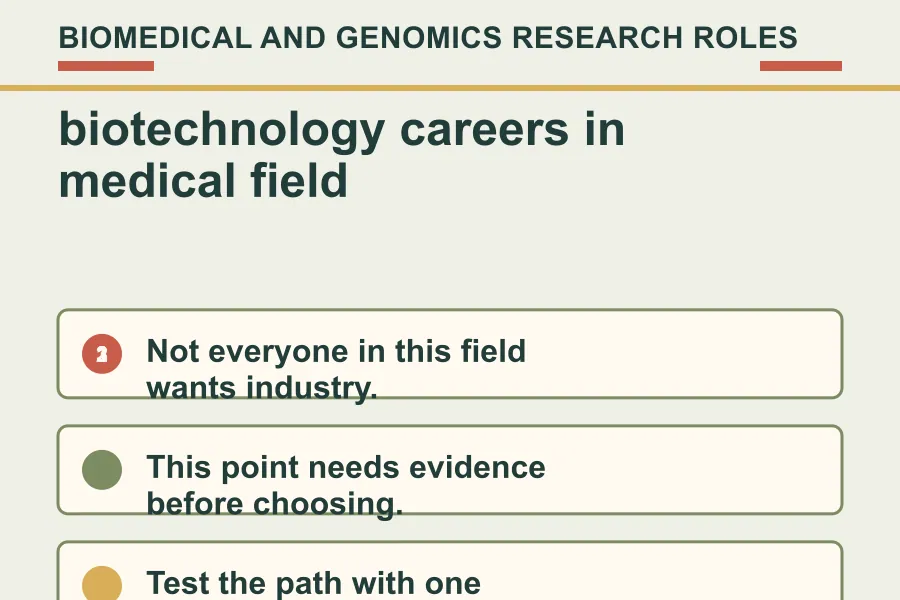 BIOMEDICAL AND GENOMICS RESEARCH ROLES
biotechnology careers in
medical field
Not everyone in this field
wants industry.
This point needs evidence
before choosing.
Test the path with one